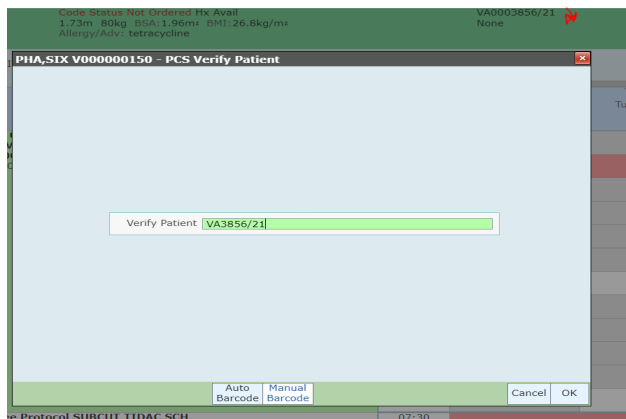 Code Status Not Ordered Hx Avail VA0003856/21
1.73m 80kg BSA:1.96m² BMI:26.8kg/m² None
Allergy/Adv: tetracycline
PHA,SIX V000000150 - PCS Verify Patient
Tu
Verify Patient VA3856/21
Auto Barcode
Manual Barcode
Cancel OK
e Protocol SUBCUT TIDAC SCH 07:30